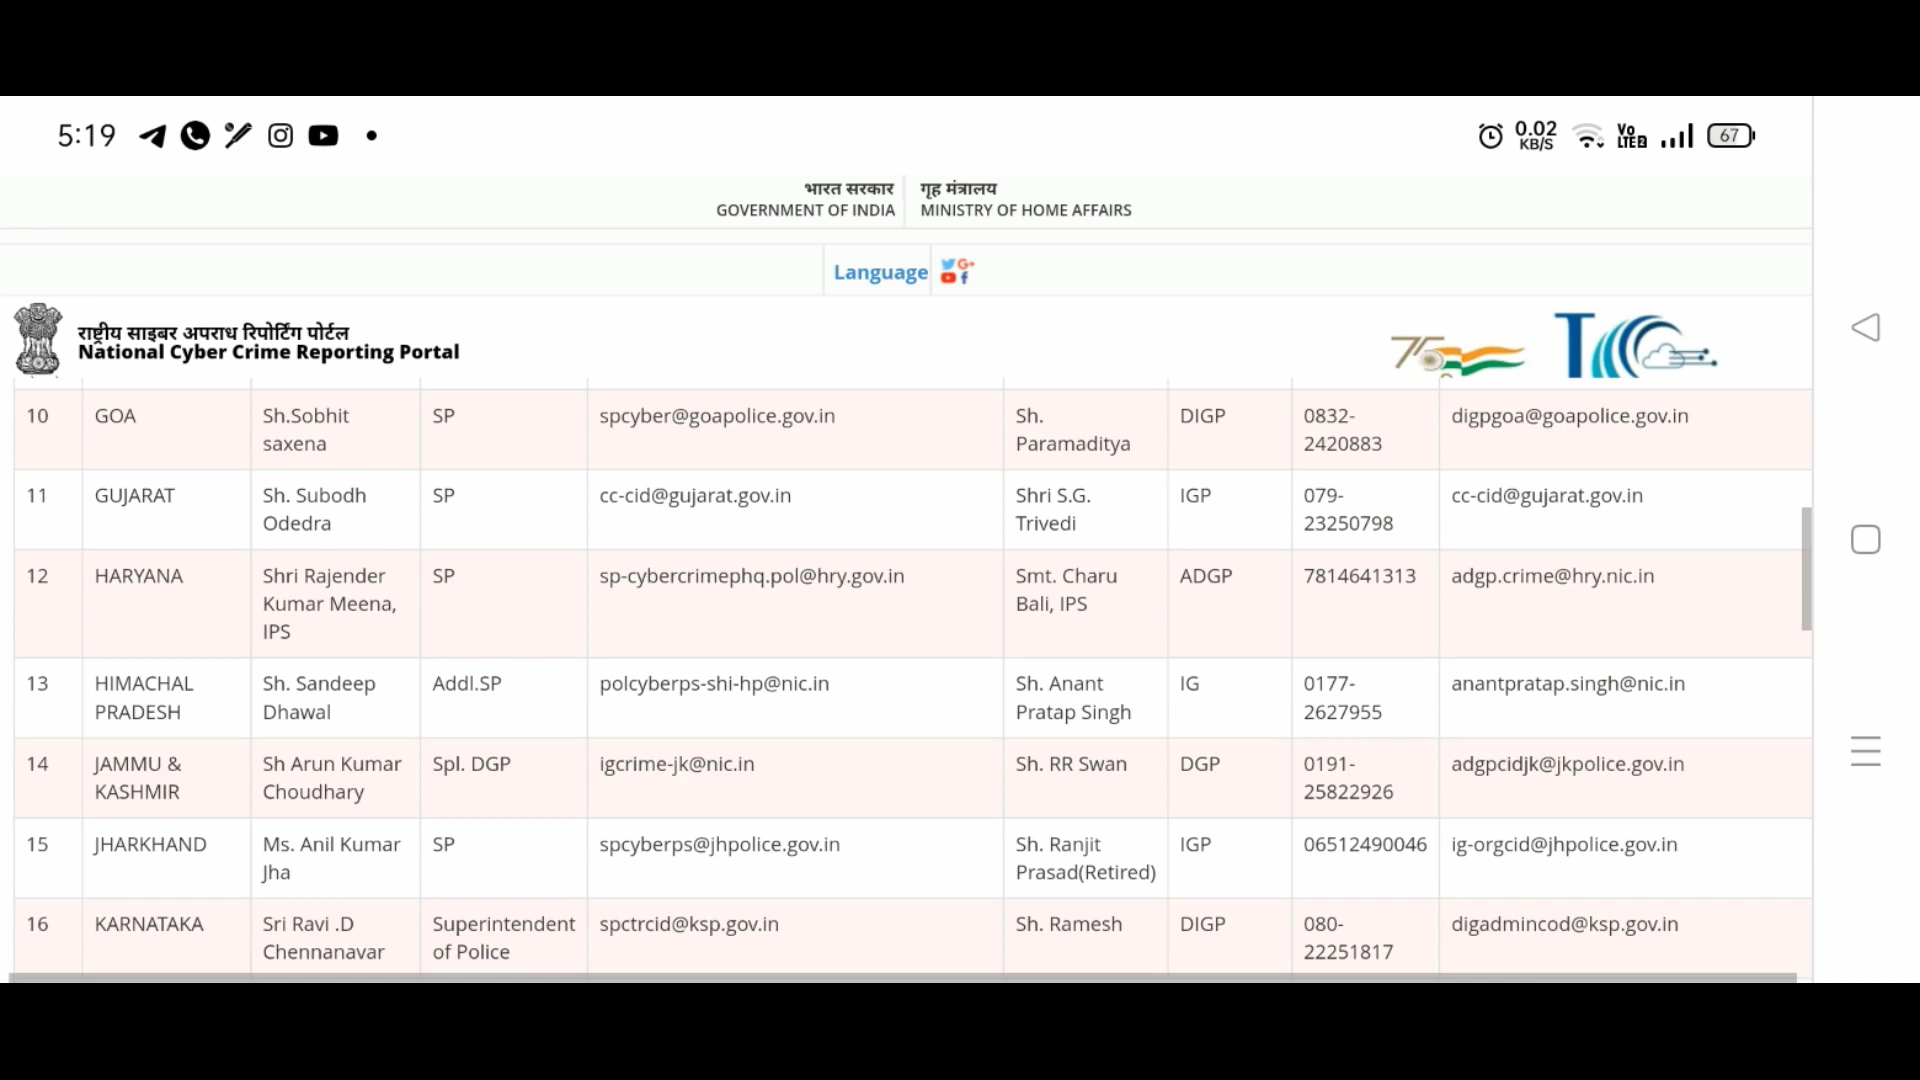 5:19
0.02
KB/S
Vo
LTE2
67
भारत सरकार
GOVERNMENT OF INDIA
गृह मंत्रालय
MINISTRY OF HOME AFFAIRS
Language
राष्ट्रीय साइबर अपराध रिपोर्टिंग पोर्टल
National Cyber Crime Reporting Portal
75
10 GOA Sh.Sobhit SP spcyber@goapolice.gov.in Sh. DIGP 0832- digpgoa@goapolice.gov.in
saxena Paramaditya 2420883
11 GUJARAT Sh. Subodh SP cc-cid@gujarat.gov.in Shri S.G. IGP 079- cc-cid@gujarat.gov.in
Odedra Trivedi 23250798
12 HARYANA Shri Rajender SP sp-cybercrimephq.pol@hry.gov.in Smt. Charu ADGP 7814641313 adgp.crime@hry.nic.in
Kumar Meena, Bali, IPS
IPS
13 HIMACHAL Sh. Sandeep Addl.SP polcyberps-shi-hp@nic.in Sh. Anant IG 0177- anantpratap.singh@nic.in
PRADESH Dhawal Pratap Singh 2627955
14 JAMMU & Sh Arun Kumar Spl. DGP igcrime-jk@nic.in Sh. RR Swan DGP 0191- adgpcidjk@jkpolice.gov.in
KASHMIR Choudhary 25822926
15 JHARKHAND Ms. Anil Kumar SP spcyberps@jhpolice.gov.in Sh. Ranjit IGP 06512490046 ig-orgcid@jhpolice.gov.in
Jha Prasad(Retired)
16 KARNATAKA Sri Ravi .D Superintendent spctrcid@ksp.gov.in Sh. Ramesh DIGP 080- digadmincod@ksp.gov.in
Chennanavar of Police 22251817